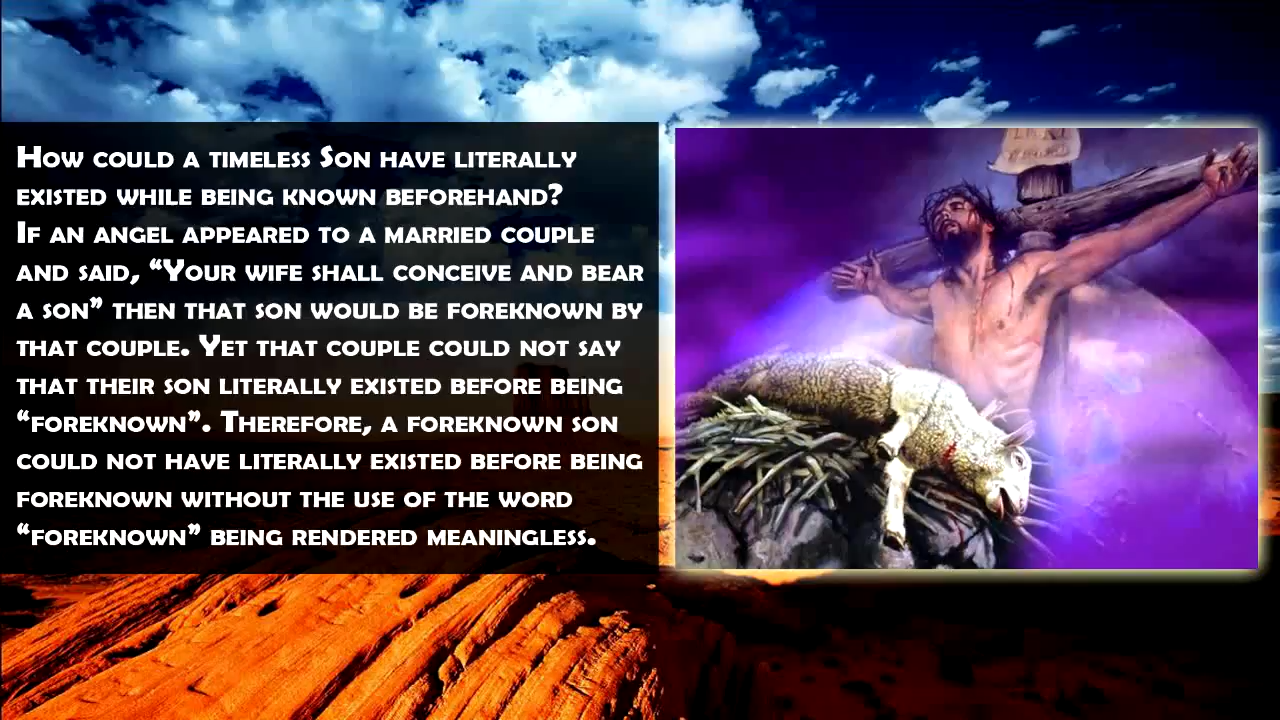 How could a timeless Son have literally
existed while being known beforehand?
If an angel appeared to a married couple
and said, “Your wife shall conceive and bear
a son” then that son would be foreknown by
that couple. Yet that couple could not say
that their son literally existed before being
“foreknown”. Therefore, a foreknown son
could not have literally existed before being
foreknown without the use of the word
“foreknown” being rendered meaningless.